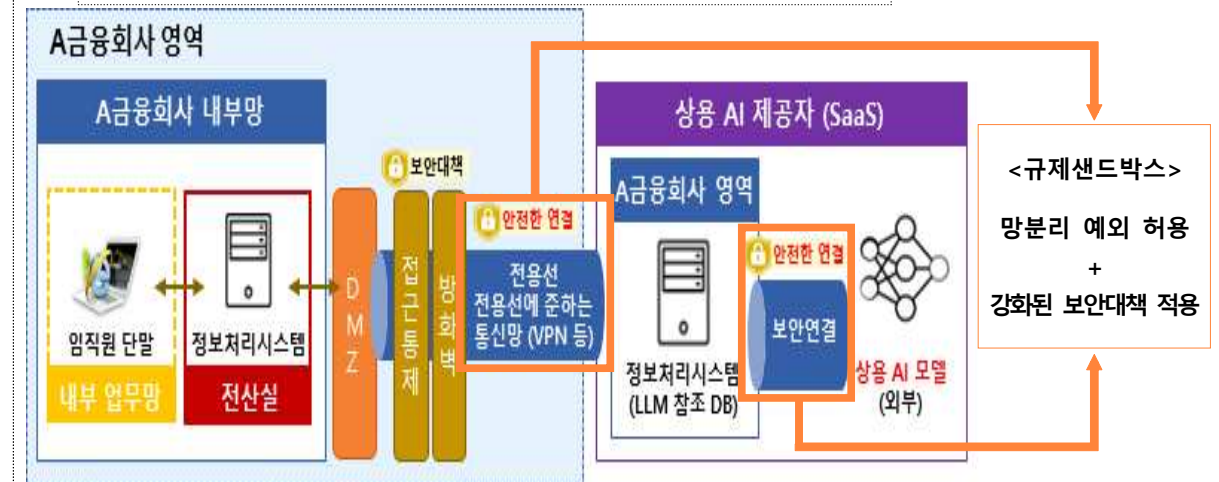 A금융회사 영역
A금융회사 내부망
임직원 단말
내부 업무망
정보처리시스템
전산실
DMZ
보안대책
접근통제
방화벽
안전한 연결
전용선
전용선에 준하는
통신망 (VPN 등)
상용 AI 제공자 (SaaS)
A금융회사 영역
정보처리시스템
(LLM 참조 DB)
안전한 연결
보안연결
상용 AI 모델
(외부)
<규제샌드박스>
망분리 예외 허용
+
강화된 보안대책 적용